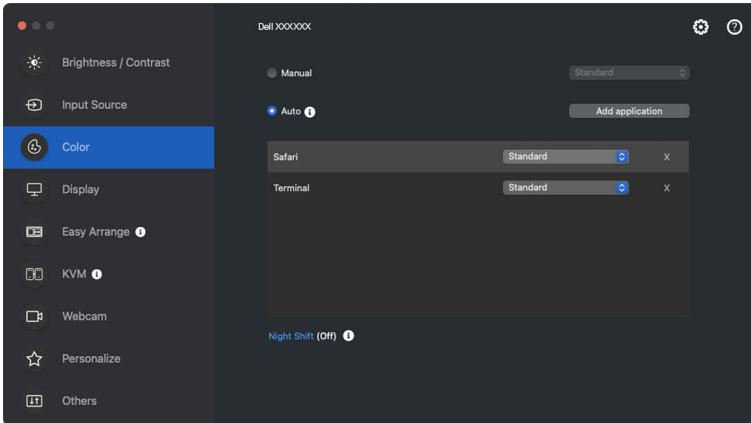 Dell XXXXXX
Brightness / Contrast
Input Source
Color
Display
Easy Arrange
KVM
Webcam
Personalize
Others
Manual
Standard
Auto
Add application
Safari
Standard
X
Terminal
Standard
X
Night Shift (Off)